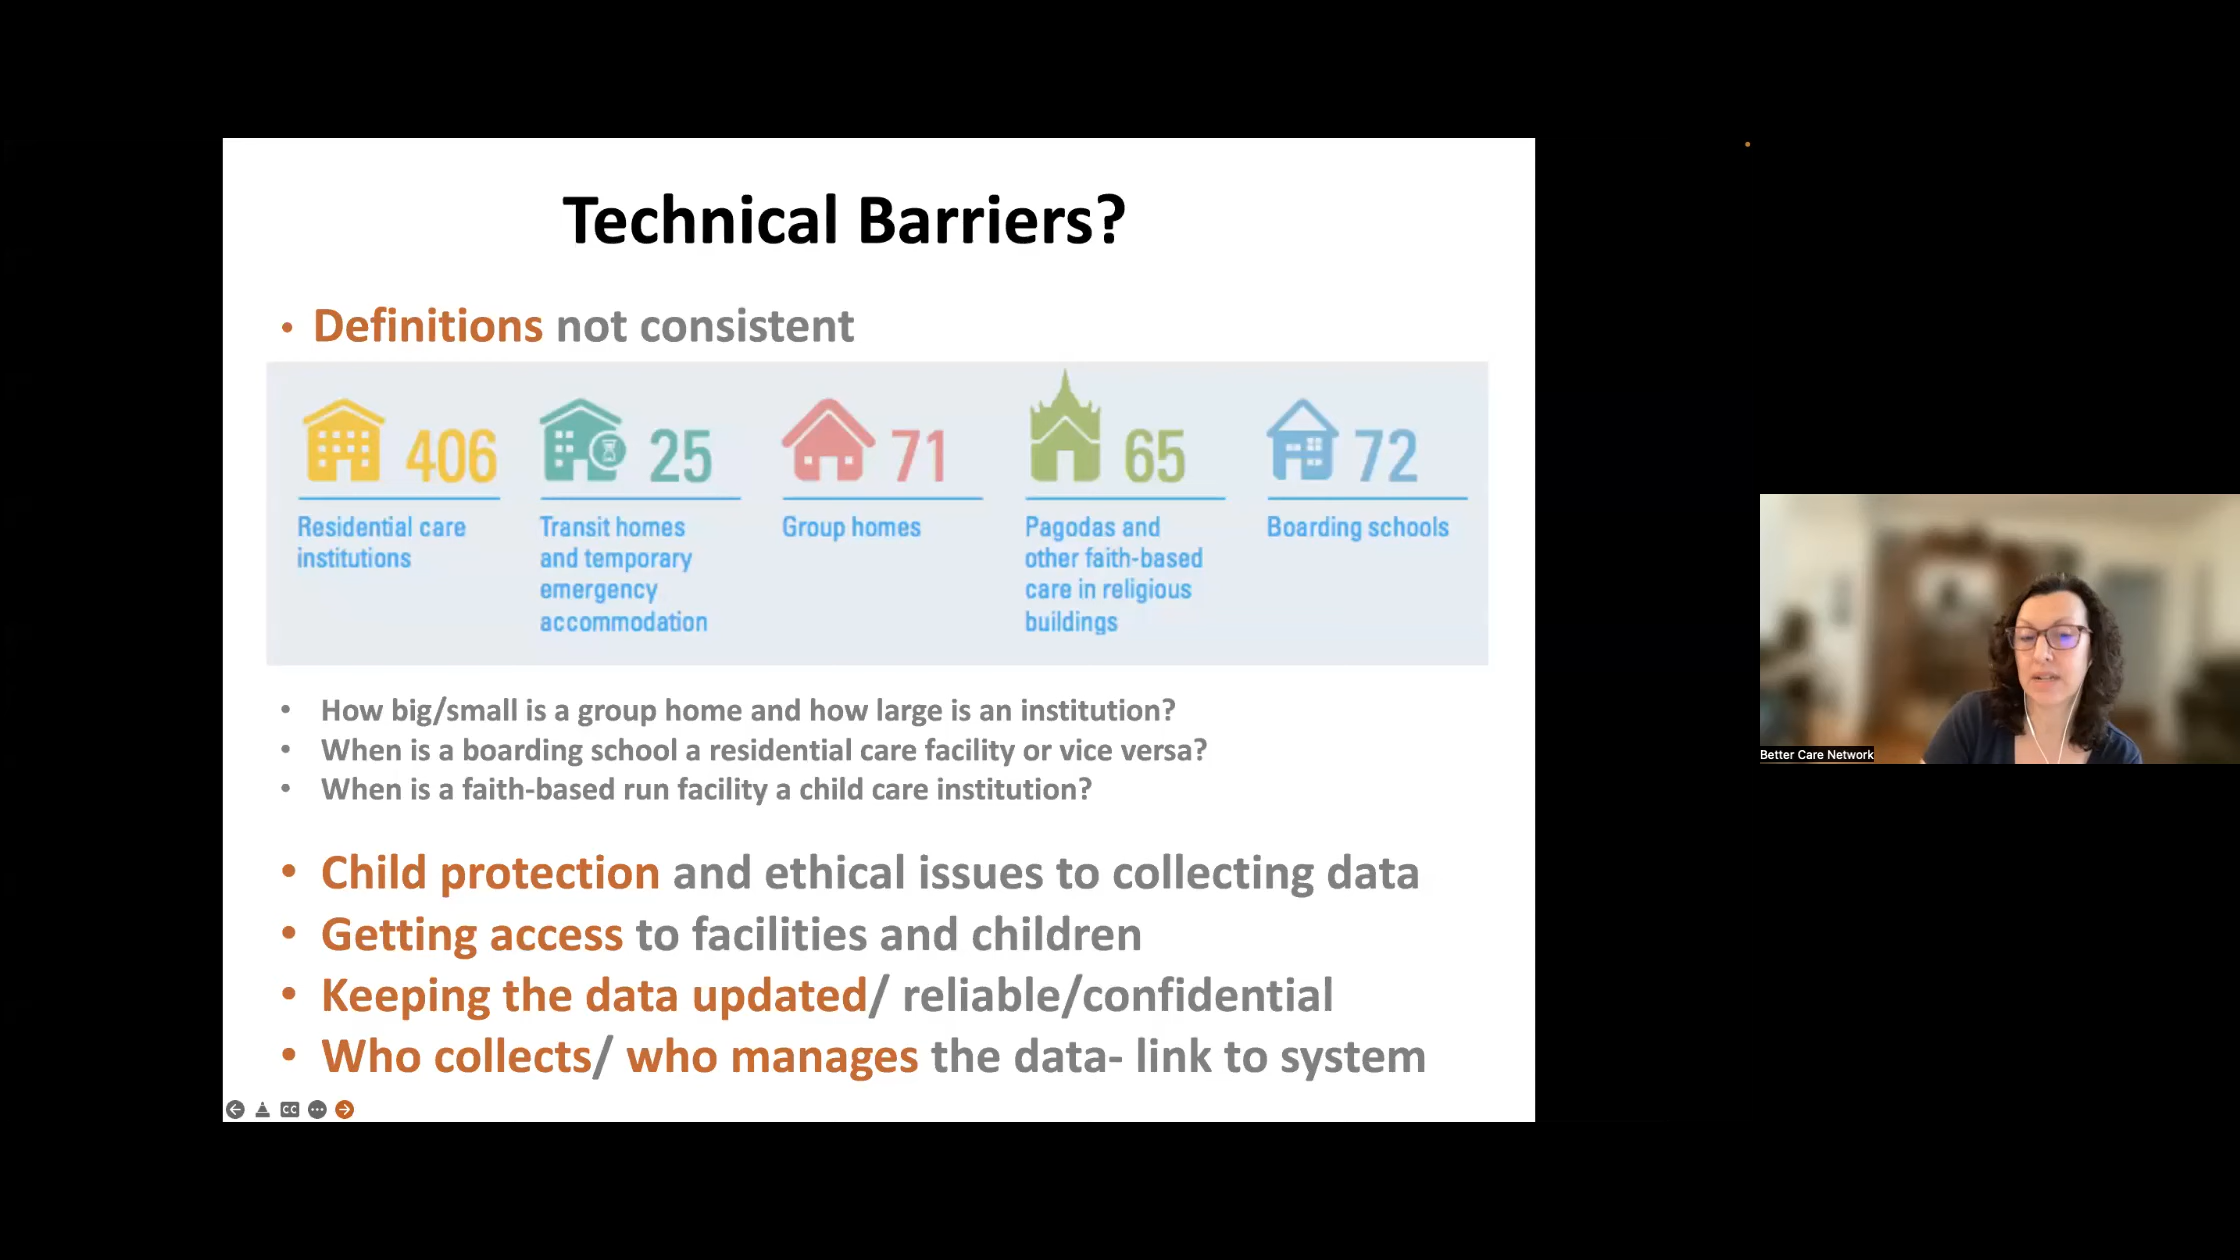 Technical Barriers?
• Definitions not consistent
406
25
71
65
72
Residential care
institutions
Transit homes
and temporary
emergency
accommodation
Group homes
Pagodas and
other faith-based
care in religious
buildings
Boarding schools
• How big/small is a group home and how large is an institution?
• When is a boarding school a residential care facility or vice versa?
• When is a faith-based run facility a child care institution?
• Child protection and ethical issues to collecting data
• Getting access to facilities and children
• Keeping the data updated/ reliable/confidential
• Who collects/ who manages the data- link to system
CC
Better Care Network